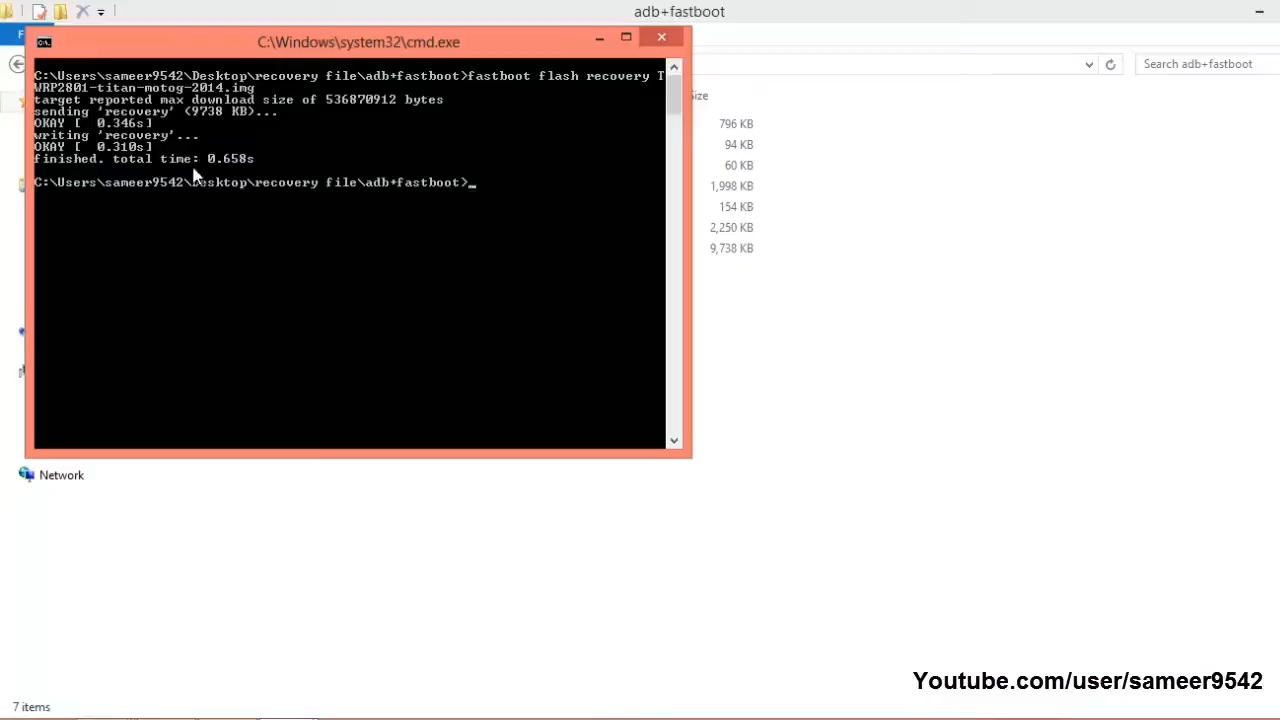 adb+fastboot
C:\Windows\system32\cmd.exe
C:\Users\sameer9542\Desktop\recovery file\adb+fastboot>fastboot flash recovery T
WRP2801-titan-motog-2014.img
target reported max download size of 536870912 bytes
sending 'recovery' (9738 KB)...
OKAY [  0.346s]
writing 'recovery'...
OKAY [  0.310s]
finished. total time: 0.658s
C:\Users\sameer9542\Desktop\recovery file\adb+fastboot>_
Search adb+fastboot
Size
796 KB
94 KB
60 KB
1,998 KB
154 KB
2,250 KB
9,738 KB
Network
Youtube.com/user/sameer9542
7 items